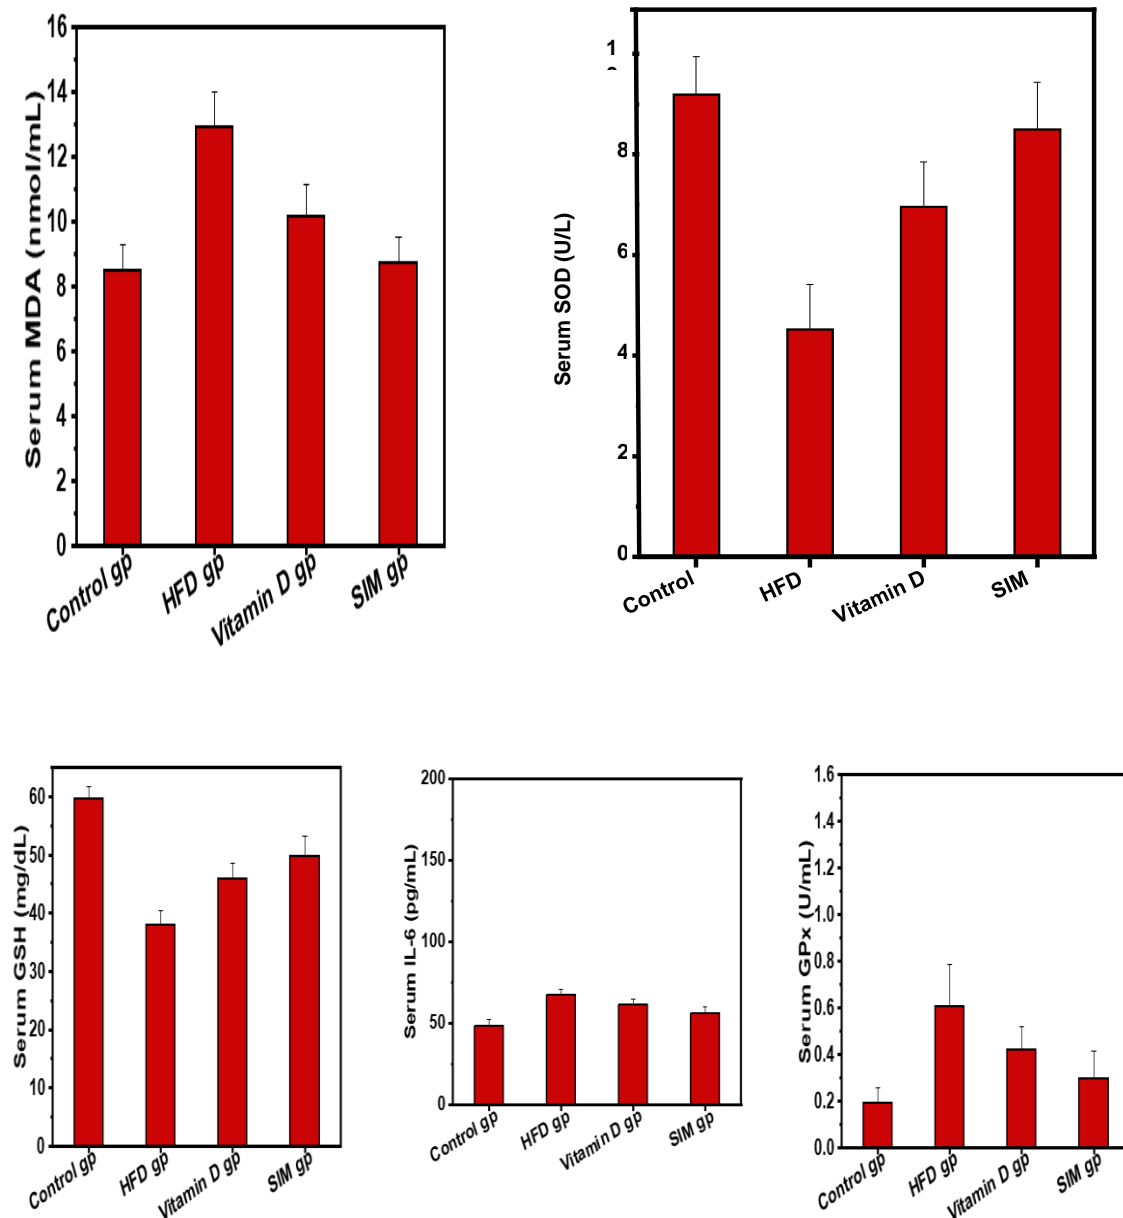 Serum MDA (nmol/mL)
16
14
12
10
8
6
4
2
0
Control gp
HFD gp
Vitamin D gp
SIM gp
Serum SOD (U/L)
1
8
6
4
2
0
Control
HFD
Vitamin D
SIM
Serum GSH (mg/dL)
60
50
40
30
20
10
0
Control gp
HFD gp
Vitamin D gp
SIM gp
Serum IL-6 (pg/mL)
200
150
100
50
0
Control gp
HFD gp
Vitamin D gp
SIM gp
Serum GPx (U/mL)
1.6
1.4
1.2
1.0
0.8
0.6
0.4
0.2
0.0
Control gp
HFD gp
Vitamin D gp
SIM gp